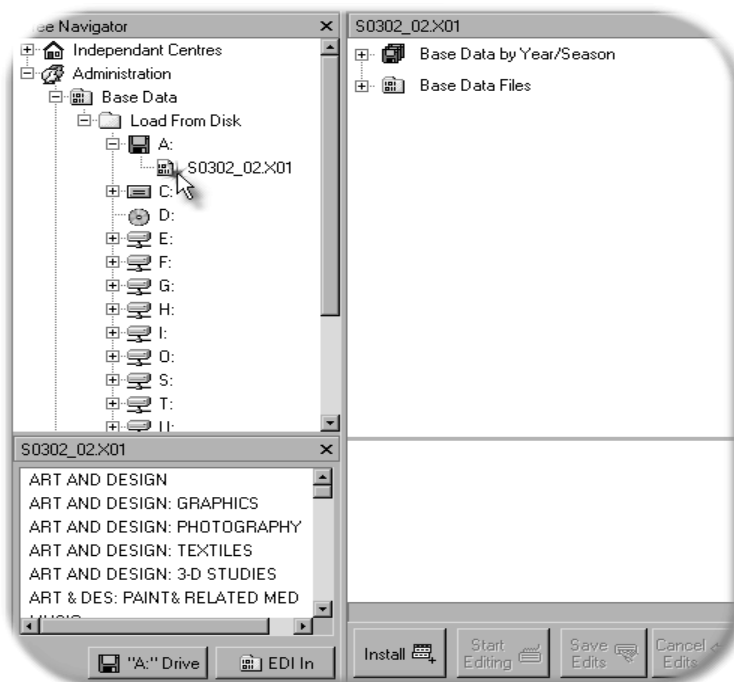 ee Navigator
Independant Centres
Administration
Base Data
Load From Disk
A:
S0302_02.X01
C:
D:
E:
F:
G:
H:
I:
O:
S:
T:
U:
S0302_02.X01
ART AND DESIGN
ART AND DESIGN: GRAPHICS
ART AND DESIGN: PHOTOGRAPHY
ART AND DESIGN: TEXTILES
ART AND DESIGN: 3-D STUDIES
ART & DES: PAINT& RELATED MED
MUSIC
"A:" Drive
EDI In
S0302_02.X01
Base Data by Year/Season
Base Data Files
Install
Start Editing
Save Edits
Cancel Edits